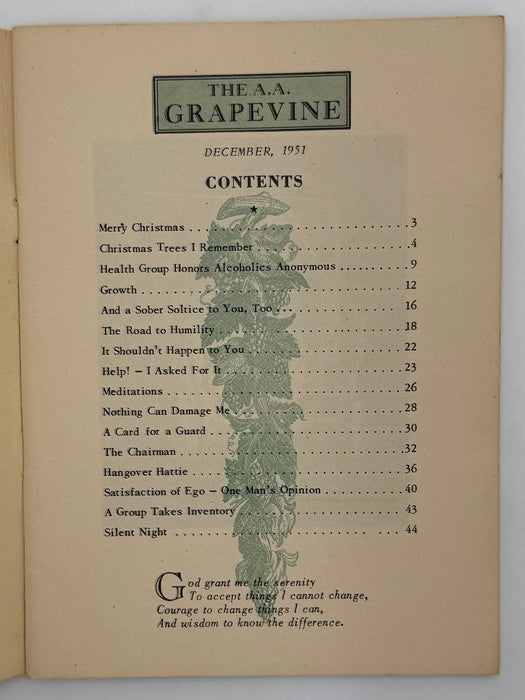 THE A.A.
GRAPEVINE
DECEMBER, 1951
CONTENTS
Merry Christmas . . . . . . . . . . . . . . . . . . . . . 3
Christmas Trees I Remember . . . . . . . . . . . . . . 4
Health Group Honors Alcoholics Anonymous . . . . . . . . . 9
Growth . . . . . . . . . . . . . . . . . . . . . . . . . 12
And a Sober Soltice to You, Too . . . . . . . . . . . . 16
The Road to Humility . . . . . . . . . . . . . . . . . . 18
It Shouldn't Happen to You . . . . . . . . . . . . . . . 22
Help! – I Asked For It . . . . . . . . . . . . . . . . . 23
Meditations . . . . . . . . . . . . . . . . . . . . . . 26
Nothing Can Damage Me . . . . . . . . . . . . . . . . . 28
A Card for a Guard . . . . . . . . . . . . . . . . . . . 30
The Chairman . . . . . . . . . . . . . . . . . . . . . . 32
Hangover Hattie . . . . . . . . . . . . . . . . . . . . 36
Satisfaction of Ego – One Man's Opinion . . . . . . . . 40
A Group Takes Inventory . . . . . . . . . . . . . . . . 43
Silent Night . . . . . . . . . . . . . . . . . . . . . . 44
God grant me the serenity
To accept things I cannot change,
Courage to change things I can,
And wisdom to know the difference.